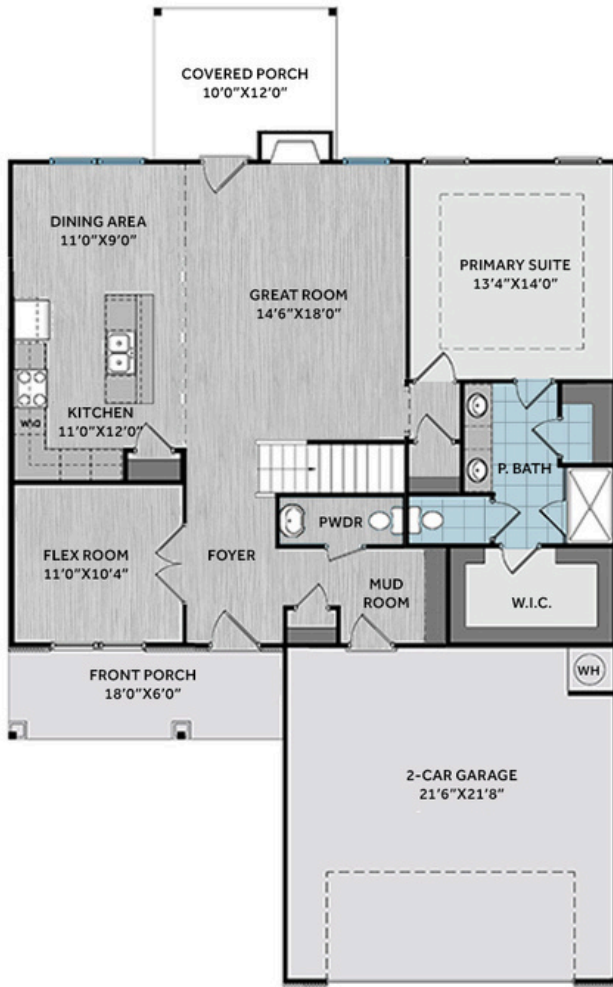 COVERED PORCH
10'0"X12'0"
DINING AREA
11'0"X9'0"
GREAT ROOM
14'6"X18'0"
PRIMARY SUITE
13'4"X14'0"
KITCHEN
11'0"X12'0"
D\W
P. BATH
FLEX ROOM
11'0"X10'4"
FOYER
PWDR
MUD
ROOM
W.I.C.
FRONT PORCH
18'0"X6'0"
WH
2-CAR GARAGE
21'6"X21'8"